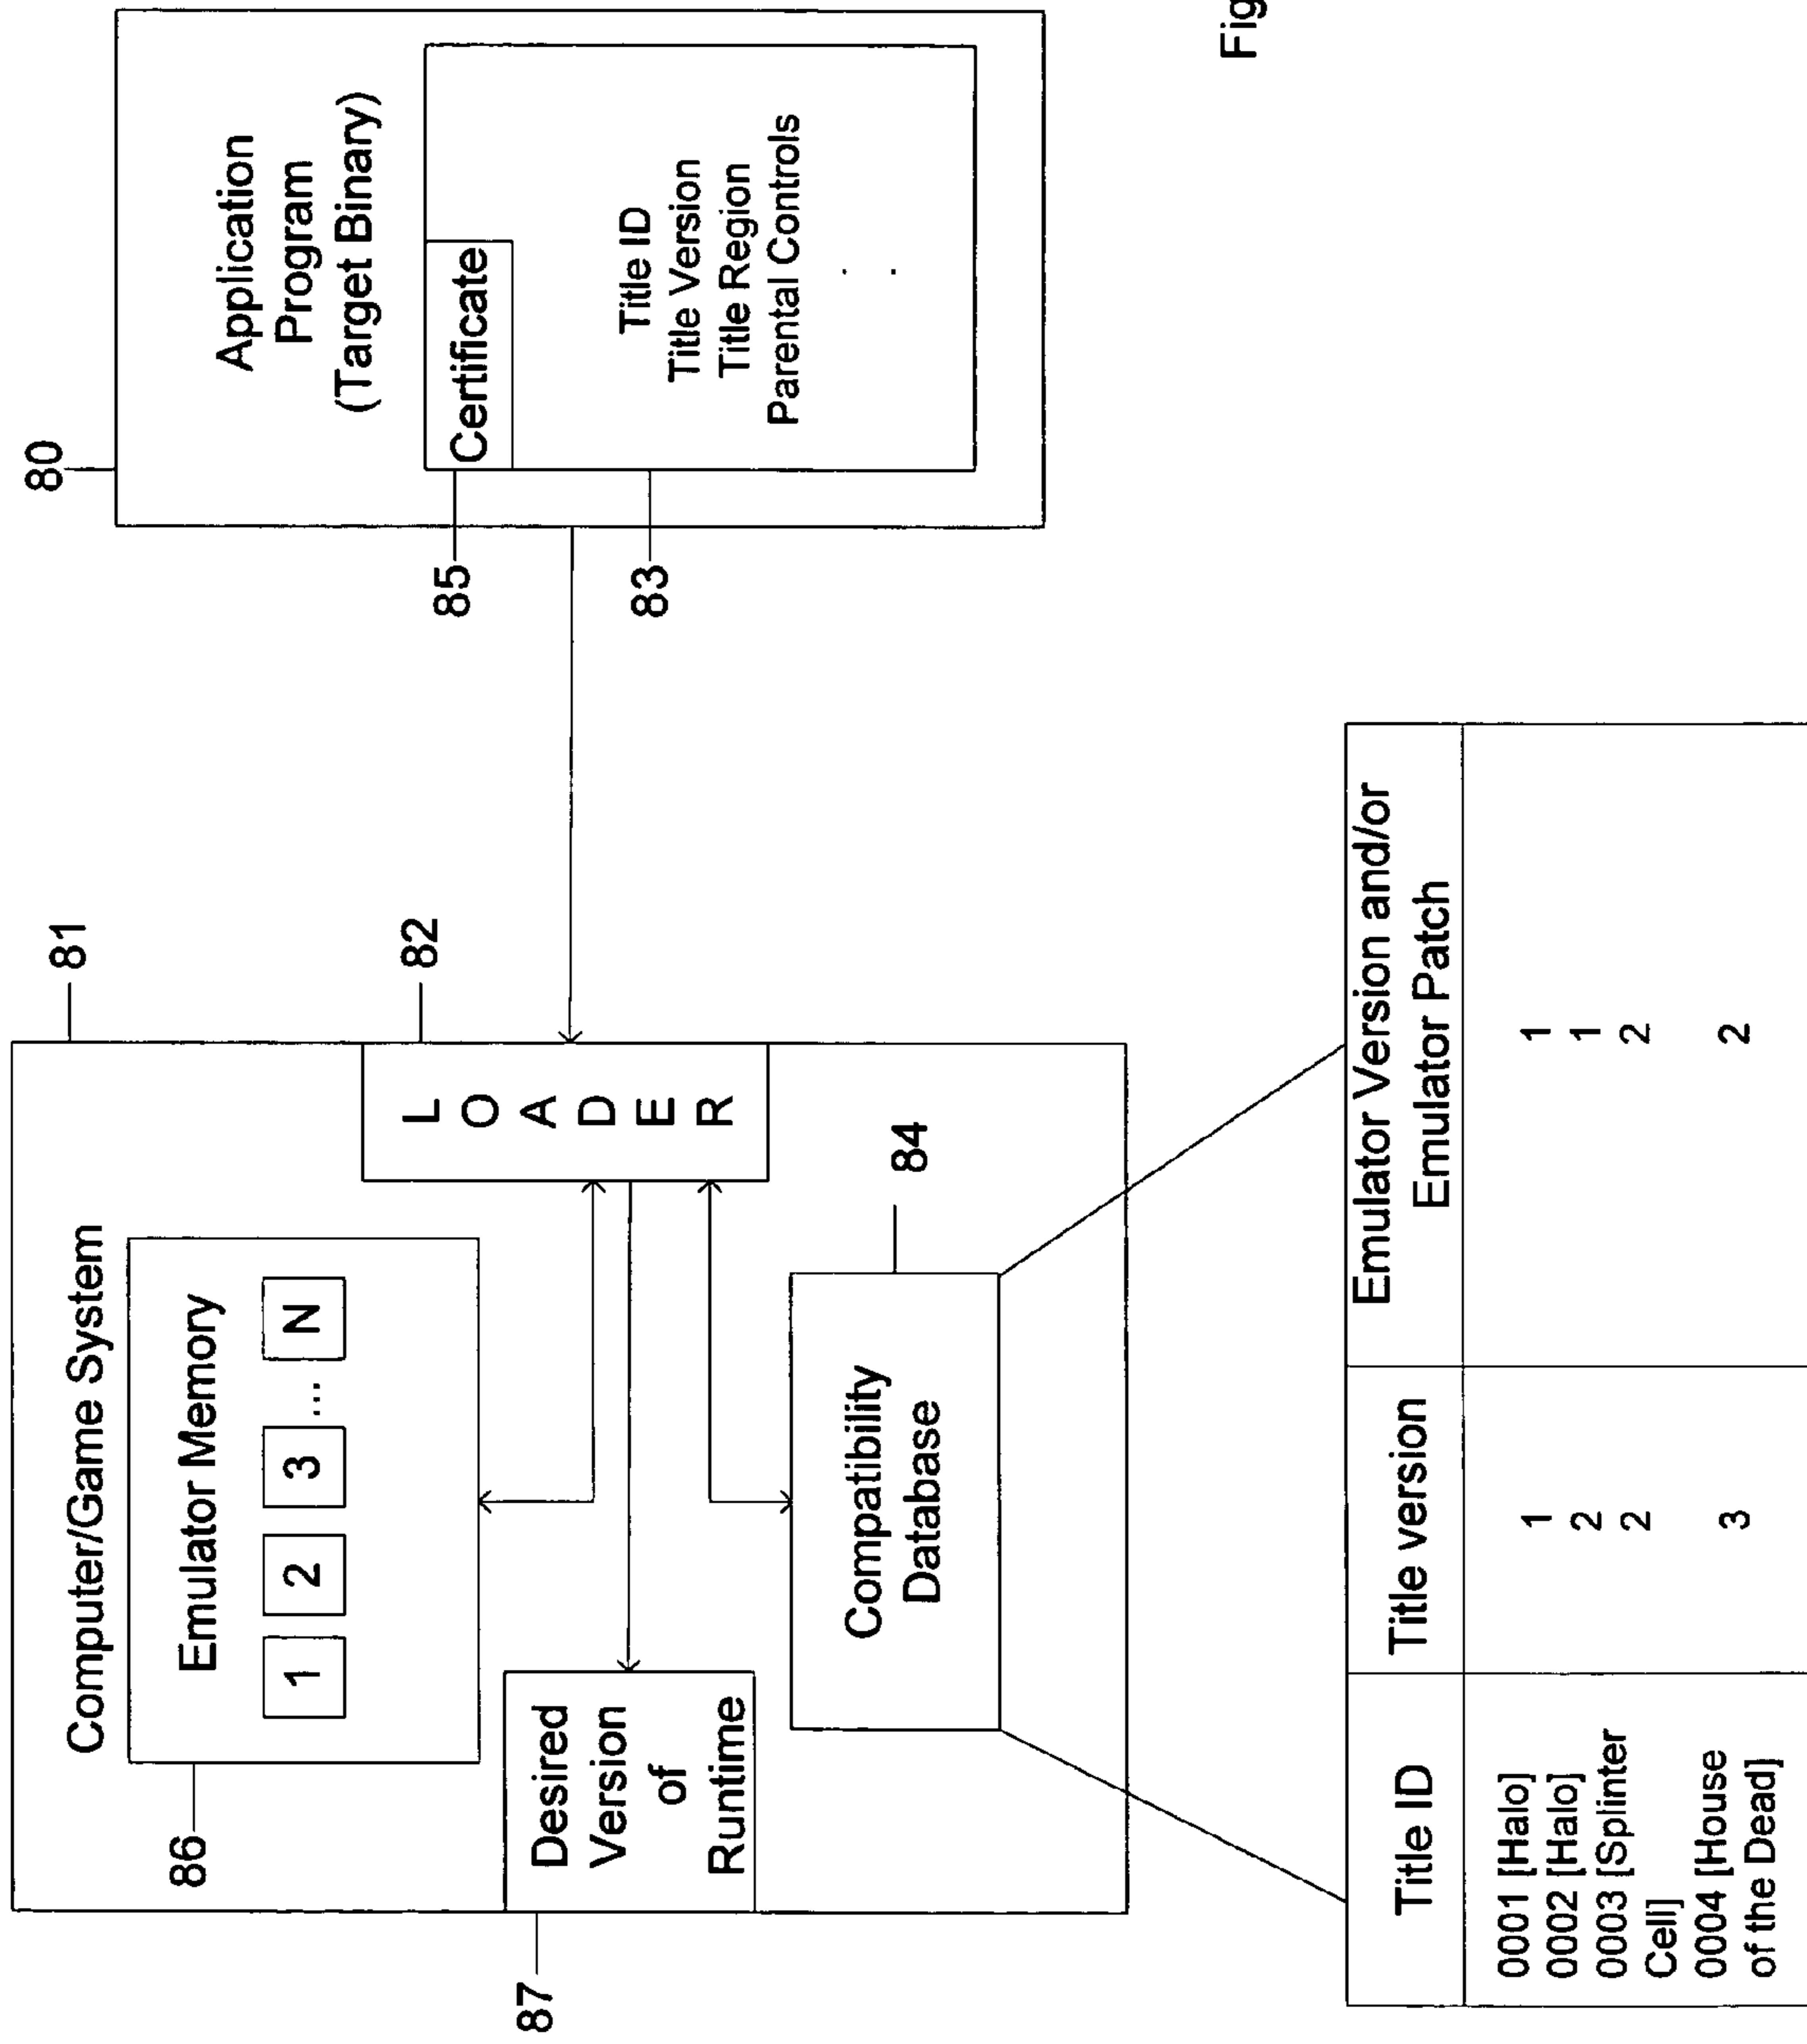 80
Application
Program
(Target Binary)
Certificate
85
83
Title ID
Title Version
Title Region
Parental Controls
.
.
81
Computer/Game System
Emulator Memory
1 2 3 ... N
86
82
L
O
A
D
E
R
Desired
Version
of
Runtime
87
84
Compatibility
Database
Title ID Title version Emulator Version and/or
Emulator Patch
0001 [Halo] 1 1
0002 [Halo] 2 1
0003 [Splinter 2 2
Cell]
0004 [House 3 2
of the Dead]
Fig